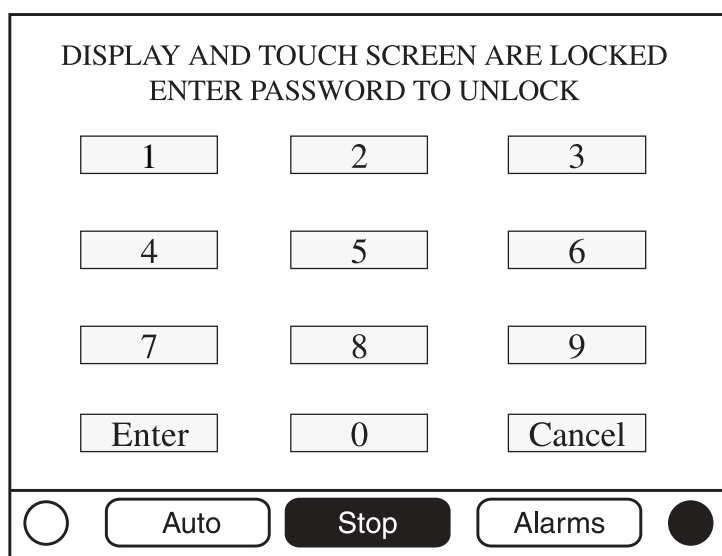 DISPLAY AND TOUCH SCREEN ARE LOCKED
ENTER PASSWORD TO UNLOCK
1 2 3
4 5 6
7 8 9
Enter 0 Cancel
Auto Stop Alarms